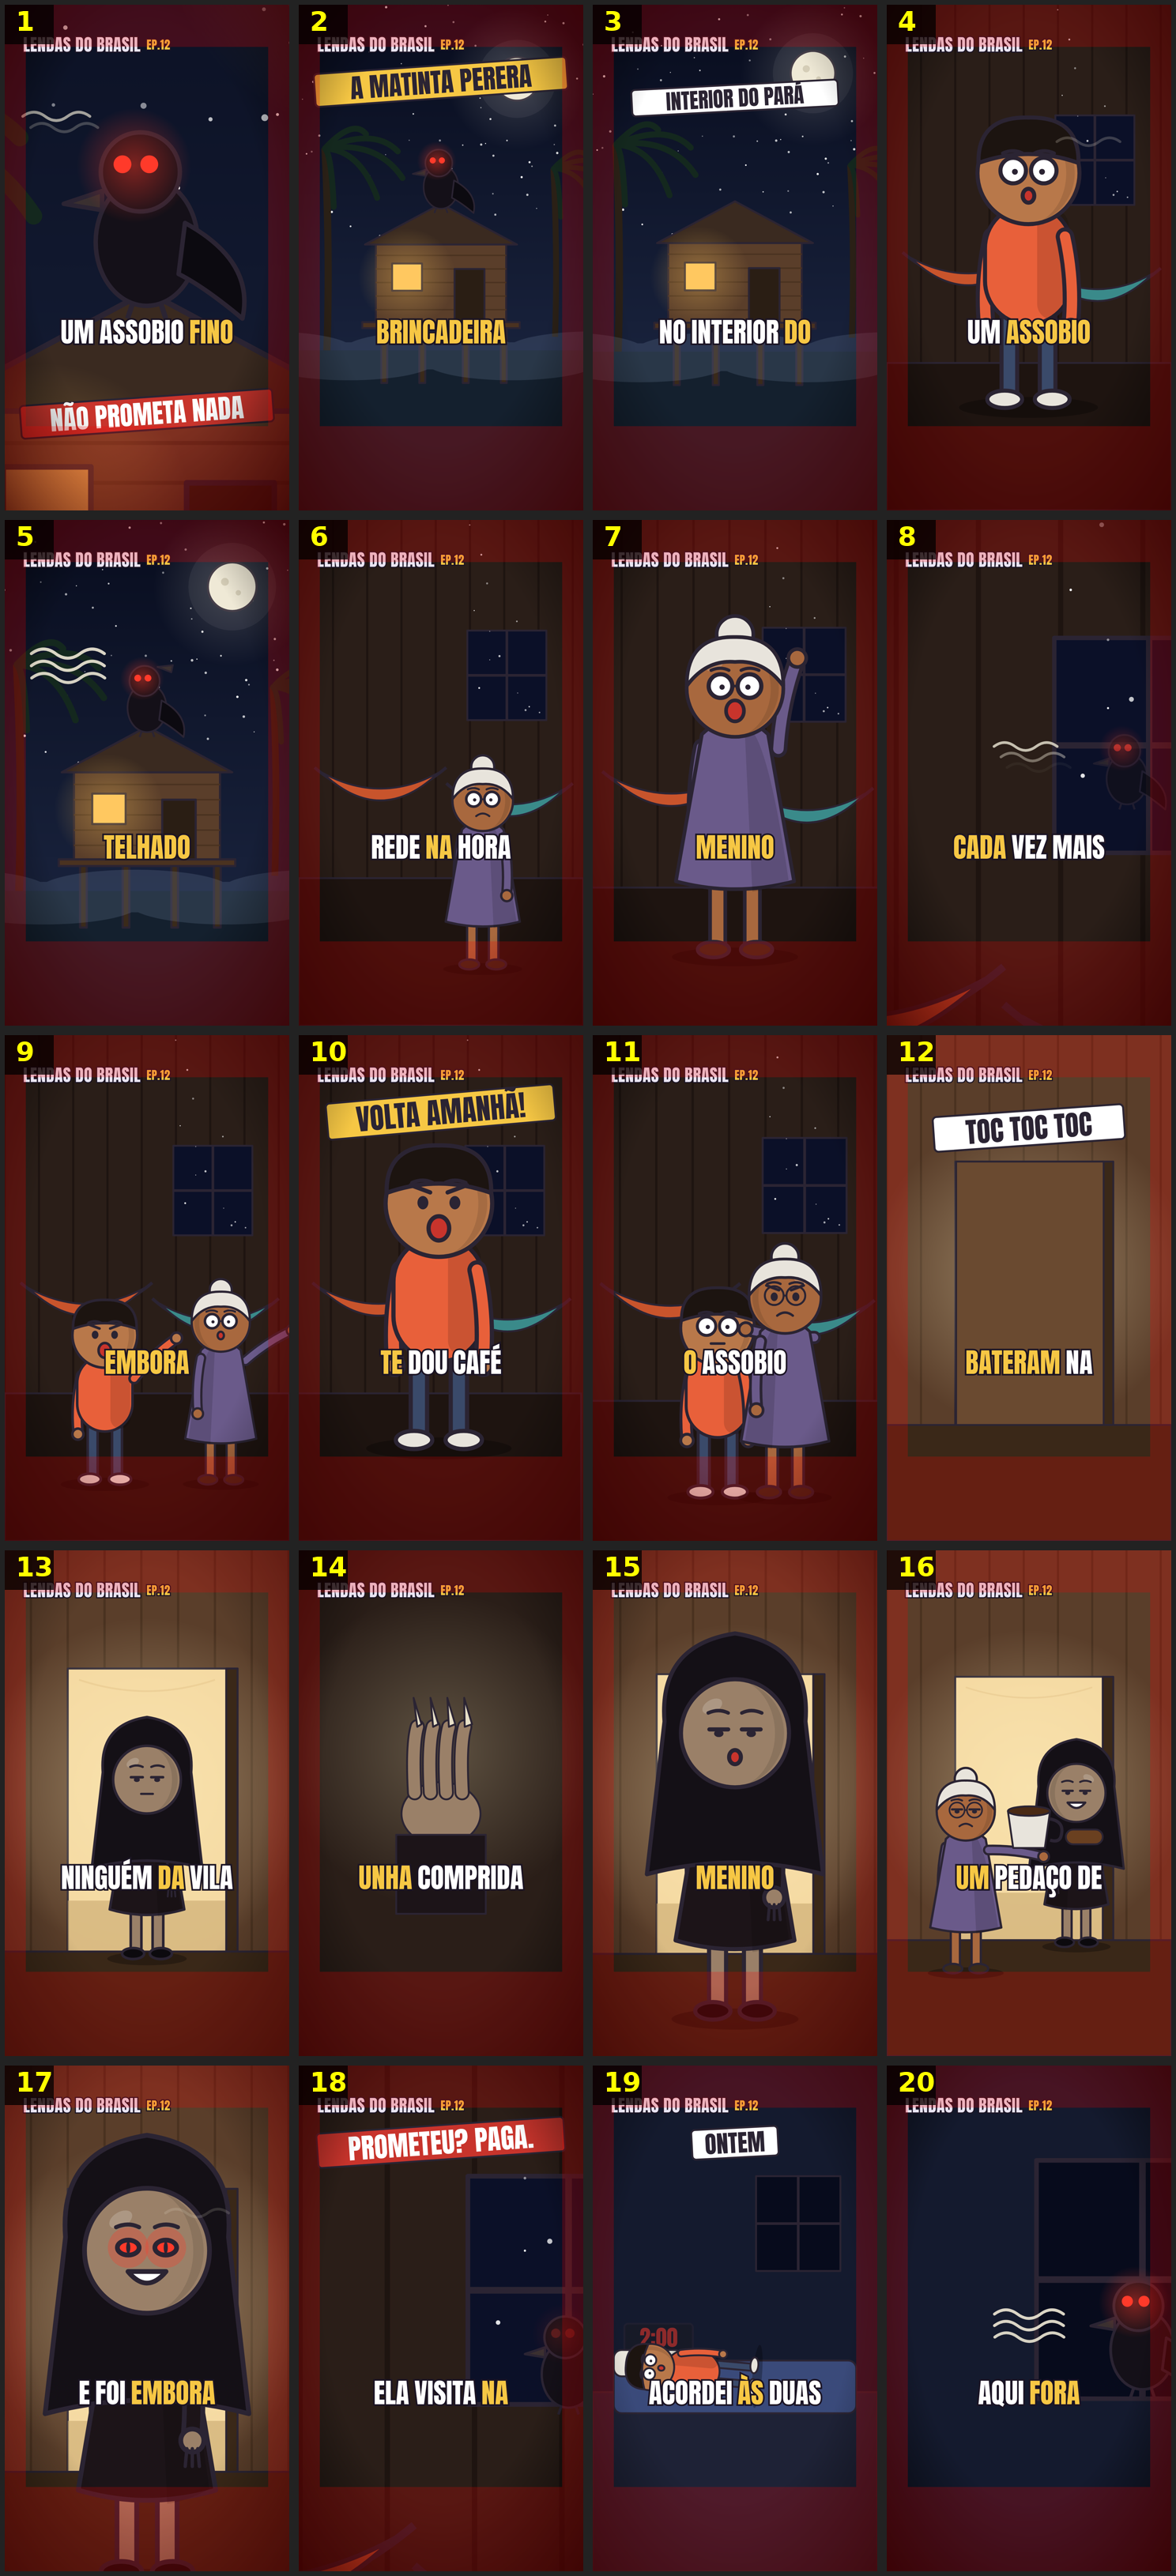 1
LENDAS DO BRASIL EP.12
UM ASSOBIO FINO
NÃO PROMETA NADA
2
LENDAS DO BRASIL EP.12
A MATINTA PERERA
BRINCADEIRA
3
LENDAS DO BRASIL EP.12
INTERIOR DO PARÁ
NO INTERIOR DO
4
LENDAS DO BRASIL EP.12
UM ASSOBIO
5
LENDAS DO BRASIL EP.12
TELHADO
6
LENDAS DO BRASIL EP.12
REDE NA HORA
7
LENDAS DO BRASIL EP.12
MENINO
8
LENDAS DO BRASIL EP.12
CADA VEZ MAIS
9
LENDAS DO BRASIL EP.12
EMBORA
10
LENDAS DO BRASIL EP.12
VOLTA AMANHÃ!
TE DOU CAFÉ
11
LENDAS DO BRASIL EP.12
O ASSOBIO
12
LENDAS DO BRASIL EP.12
TOC TOC TOC
BATERAM NA
13
LENDAS DO BRASIL EP.12
NINGUÉM DA VILA
14
LENDAS DO BRASIL EP.12
UNHA COMPRIDA
15
LENDAS DO BRASIL EP.12
MENINO
16
LENDAS DO BRASIL EP.12
UM PEDAÇO DE
17
LENDAS DO BRASIL EP.12
E FOI EMBORA
18
LENDAS DO BRASIL EP.12
PROMETEU? PAGA.
ELA VISITA NA
19
LENDAS DO BRASIL EP.12
ONTEM
2:00
ACORDEI ÀS DUAS
20
LENDAS DO BRASIL EP.12
AQUI FORA